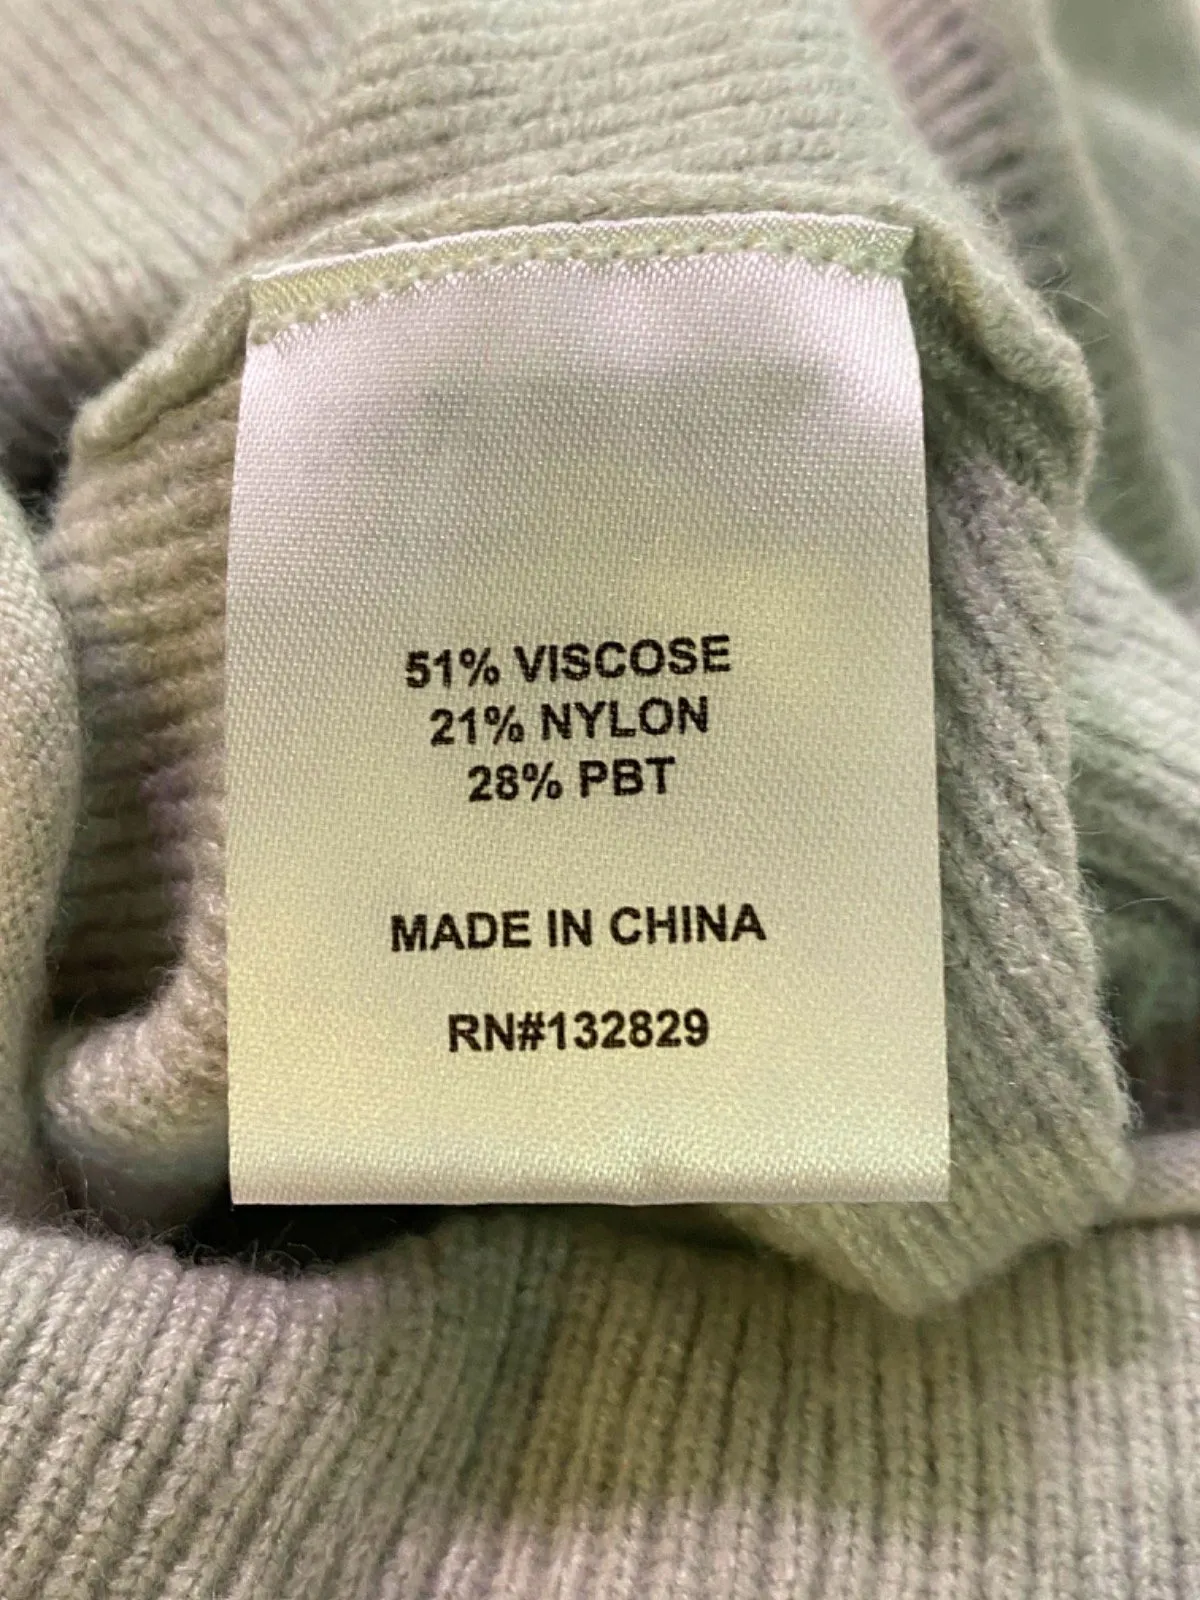 51% VISCOSE
21% NYLON
28% PBT
MADE IN CHINA
RN#132829